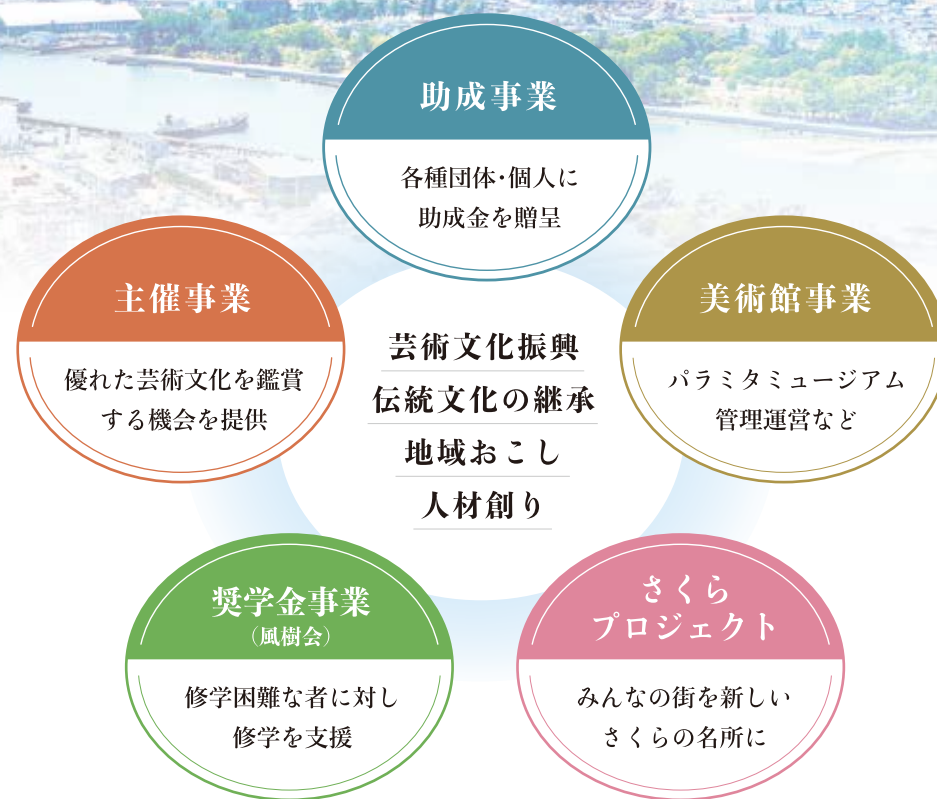 助成事業
各種団体・個人に
助成金を贈呈
主催事業
優れた芸術文化を鑑賞
する機会を提供
美術館事業
パラミタミュージアム
管理運営など
芸術文化振興
伝統文化の継承
地域おこし
人材創り
奨学金事業
（風樹会）
修学困難な者に対し
修学を支援
さくら
プロジェクト
みんなの街を新しい
さくらの名所に